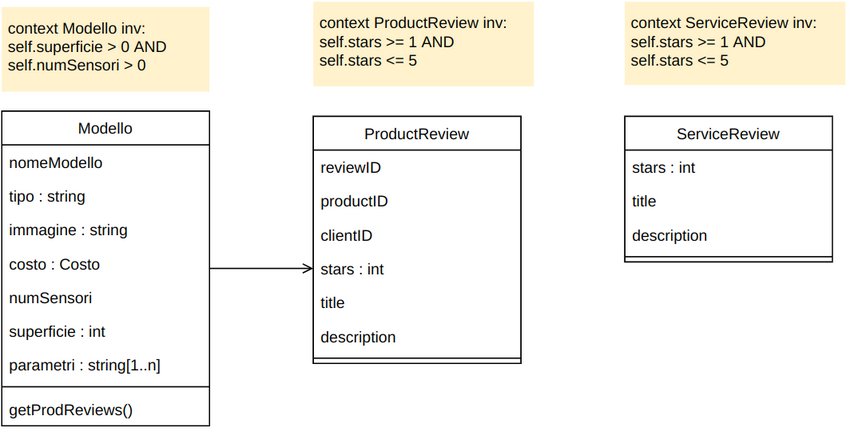 context Modello inv:
self.superficie > 0 AND
self.numSensori > 0
context ProductReview inv:
self.stars >= 1 AND
self.stars <= 5
context ServiceReview inv:
self.stars >= 1 AND
self.stars <= 5
Modello
nomeModello
tipo : string
immagine : string
costo : Costo
numSensori
superficie : int
parametri : string[1..n]
getProdReviews()
ProductReview
reviewID
productID
clientID
stars : int
title
description
ServiceReview
stars : int
title
description